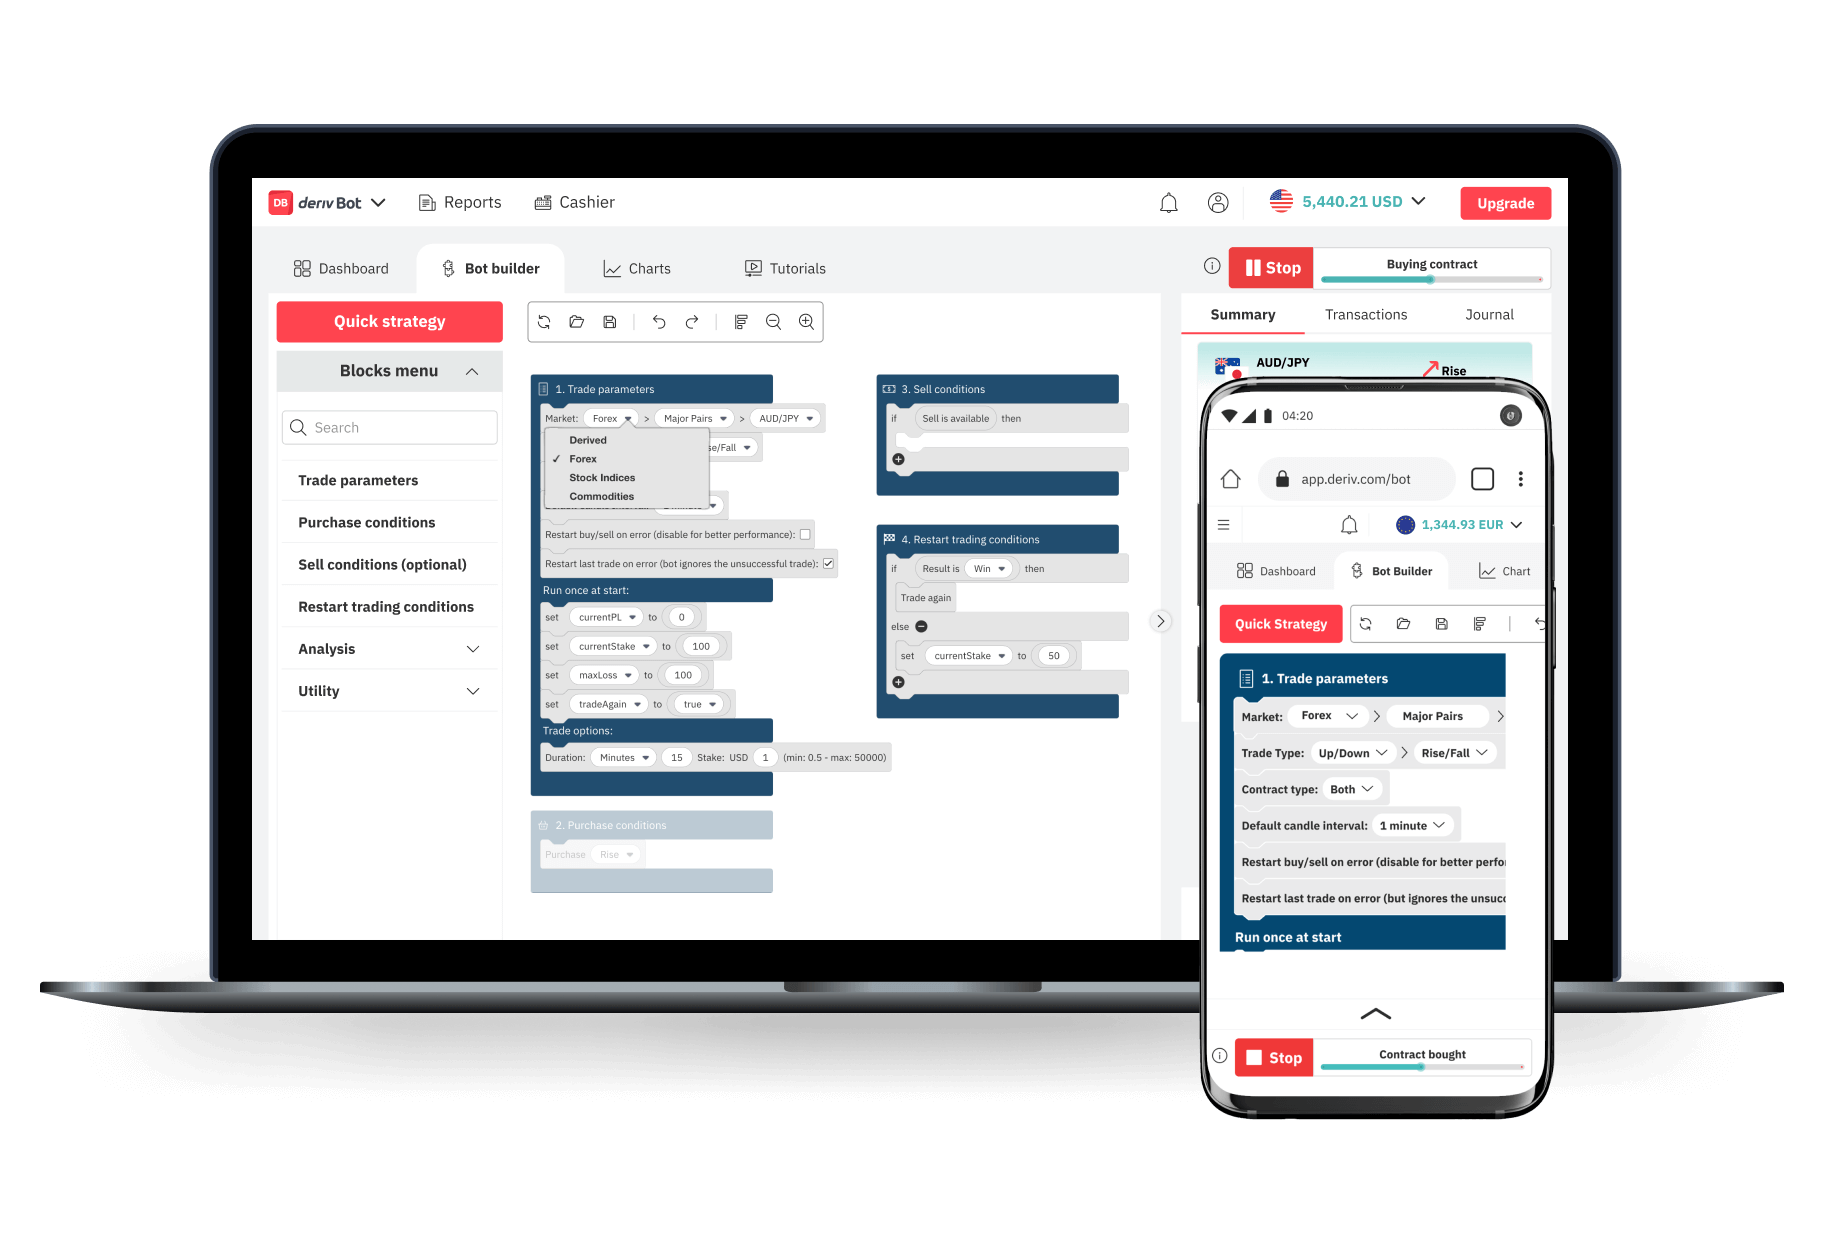 DB deriv Bot
Reports
Cashier
5,440.21 USD
Upgrade
Dashboard
Bot builder
Charts
Tutorials
Stop
Buying contract
Quick strategy
Blocks menu
Search
Trade parameters
Purchase conditions
Sell conditions (optional)
Restart trading conditions
Analysis
Utility
1. Trade parameters
Market: Forex > Major Pairs > AUD/JPY
Derived
se/Fall
✓ Forex
Stock Indices
Commodities
Restart buy/sell on error (disable for better performance):
Restart last trade on error (bot ignores the unsuccessful trade):
Run once at start:
set currentPL to 0
set currentStake to 100
set maxLoss to 100
set tradeAgain to true
Trade options:
Duration: Minutes 15 Stake: USD 1 (min: 0.5 - max: 50000)
2. Purchase conditions
Purchase Rise
3. Sell conditions
if Sell is available then
4. Restart trading conditions
if Result is Win then
Trade again
else
set currentStake to 50
Summary
Transactions
Journal
AUD/JPY
Rise
04:20
app.deriv.com/bot
1,344.93 EUR
Dashboard
Bot Builder
Chart
Quick Strategy
1. Trade parameters
Market: Forex > Major Pairs >
Trade Type: Up/Down > Rise/Fall
Contract type: Both
Default candle interval: 1 minute
Restart buy/sell on error (disable for better perfo
Restart last trade on error (but ignores the unsuc
Run once at start
Stop
Contract bought